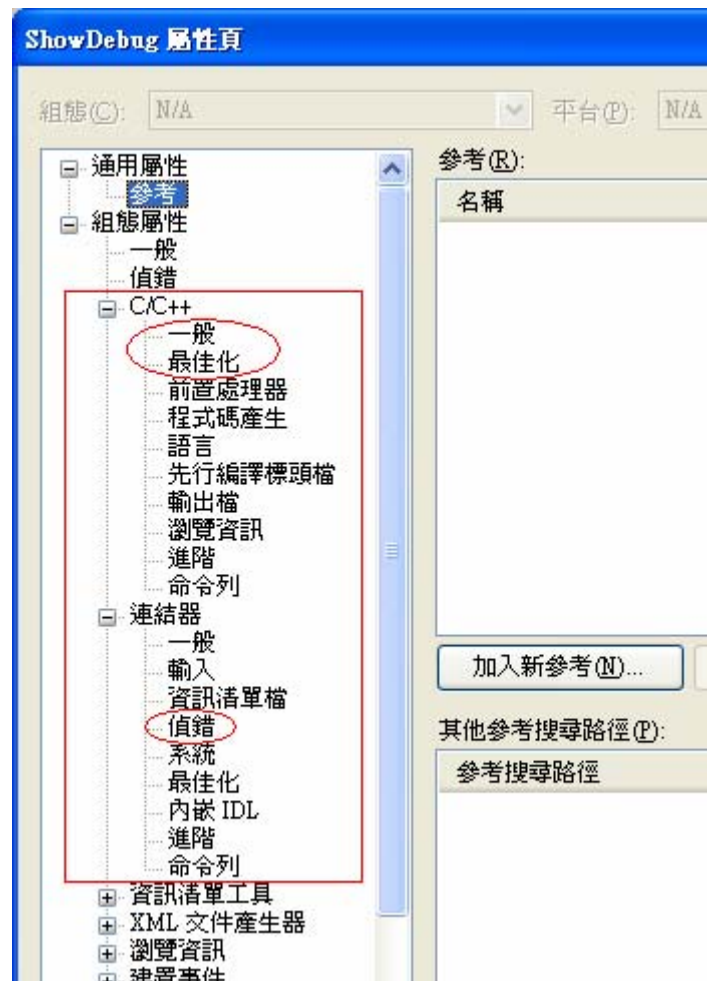 ShowDebug 屬性頁
組態(C): N/A 平台(P): N/A
通用屬性
參考
組態屬性
一般
偵錯
C/C++
一般
最佳化
前置處理器
程式碼產生
語言
先行編譯標頭檔
輸出檔
瀏覽資訊
進階
命令列
連結器
一般
輸入
資訊清單檔
偵錯
系統
最佳化
內嵌 IDL
進階
命令列
資訊清單工具
XML 文件產生器
瀏覽資訊
建置事件
參考(R):
名稱
加入新參考(N)...
其他參考搜尋路徑(P):
參考搜尋路徑